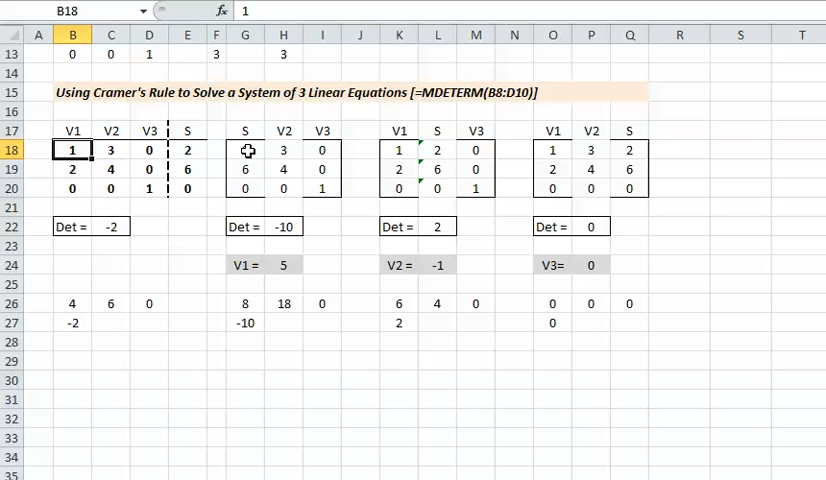 B18 fx 1
A B C D E F G H I J K L M N O P Q R S T
13 0 0 1 3 3
14
15 Using Cramer's Rule to Solve a System of 3 Linear Equations [=MDETERM(B8:D10)]
16
17 V1 V2 V3 S S V2 V3 V1 S V3 V1 V2 S
18 1 3 0 2 3 0 1 2 0 1 3 2
19 2 4 0 6 6 4 0 2 6 0 2 4 6
20 0 0 1 0 0 0 1 0 0 1 0 0 0
21
22 Det = -2 Det = -10 Det = 2 Det = 0
23
24 V1 = 5 V2 = -1 V3= 0
25
26 4 6 0 8 18 0 6 4 0 0 0 0
27 -2 -10 2 0
28
29
30
31
32
33
34
35